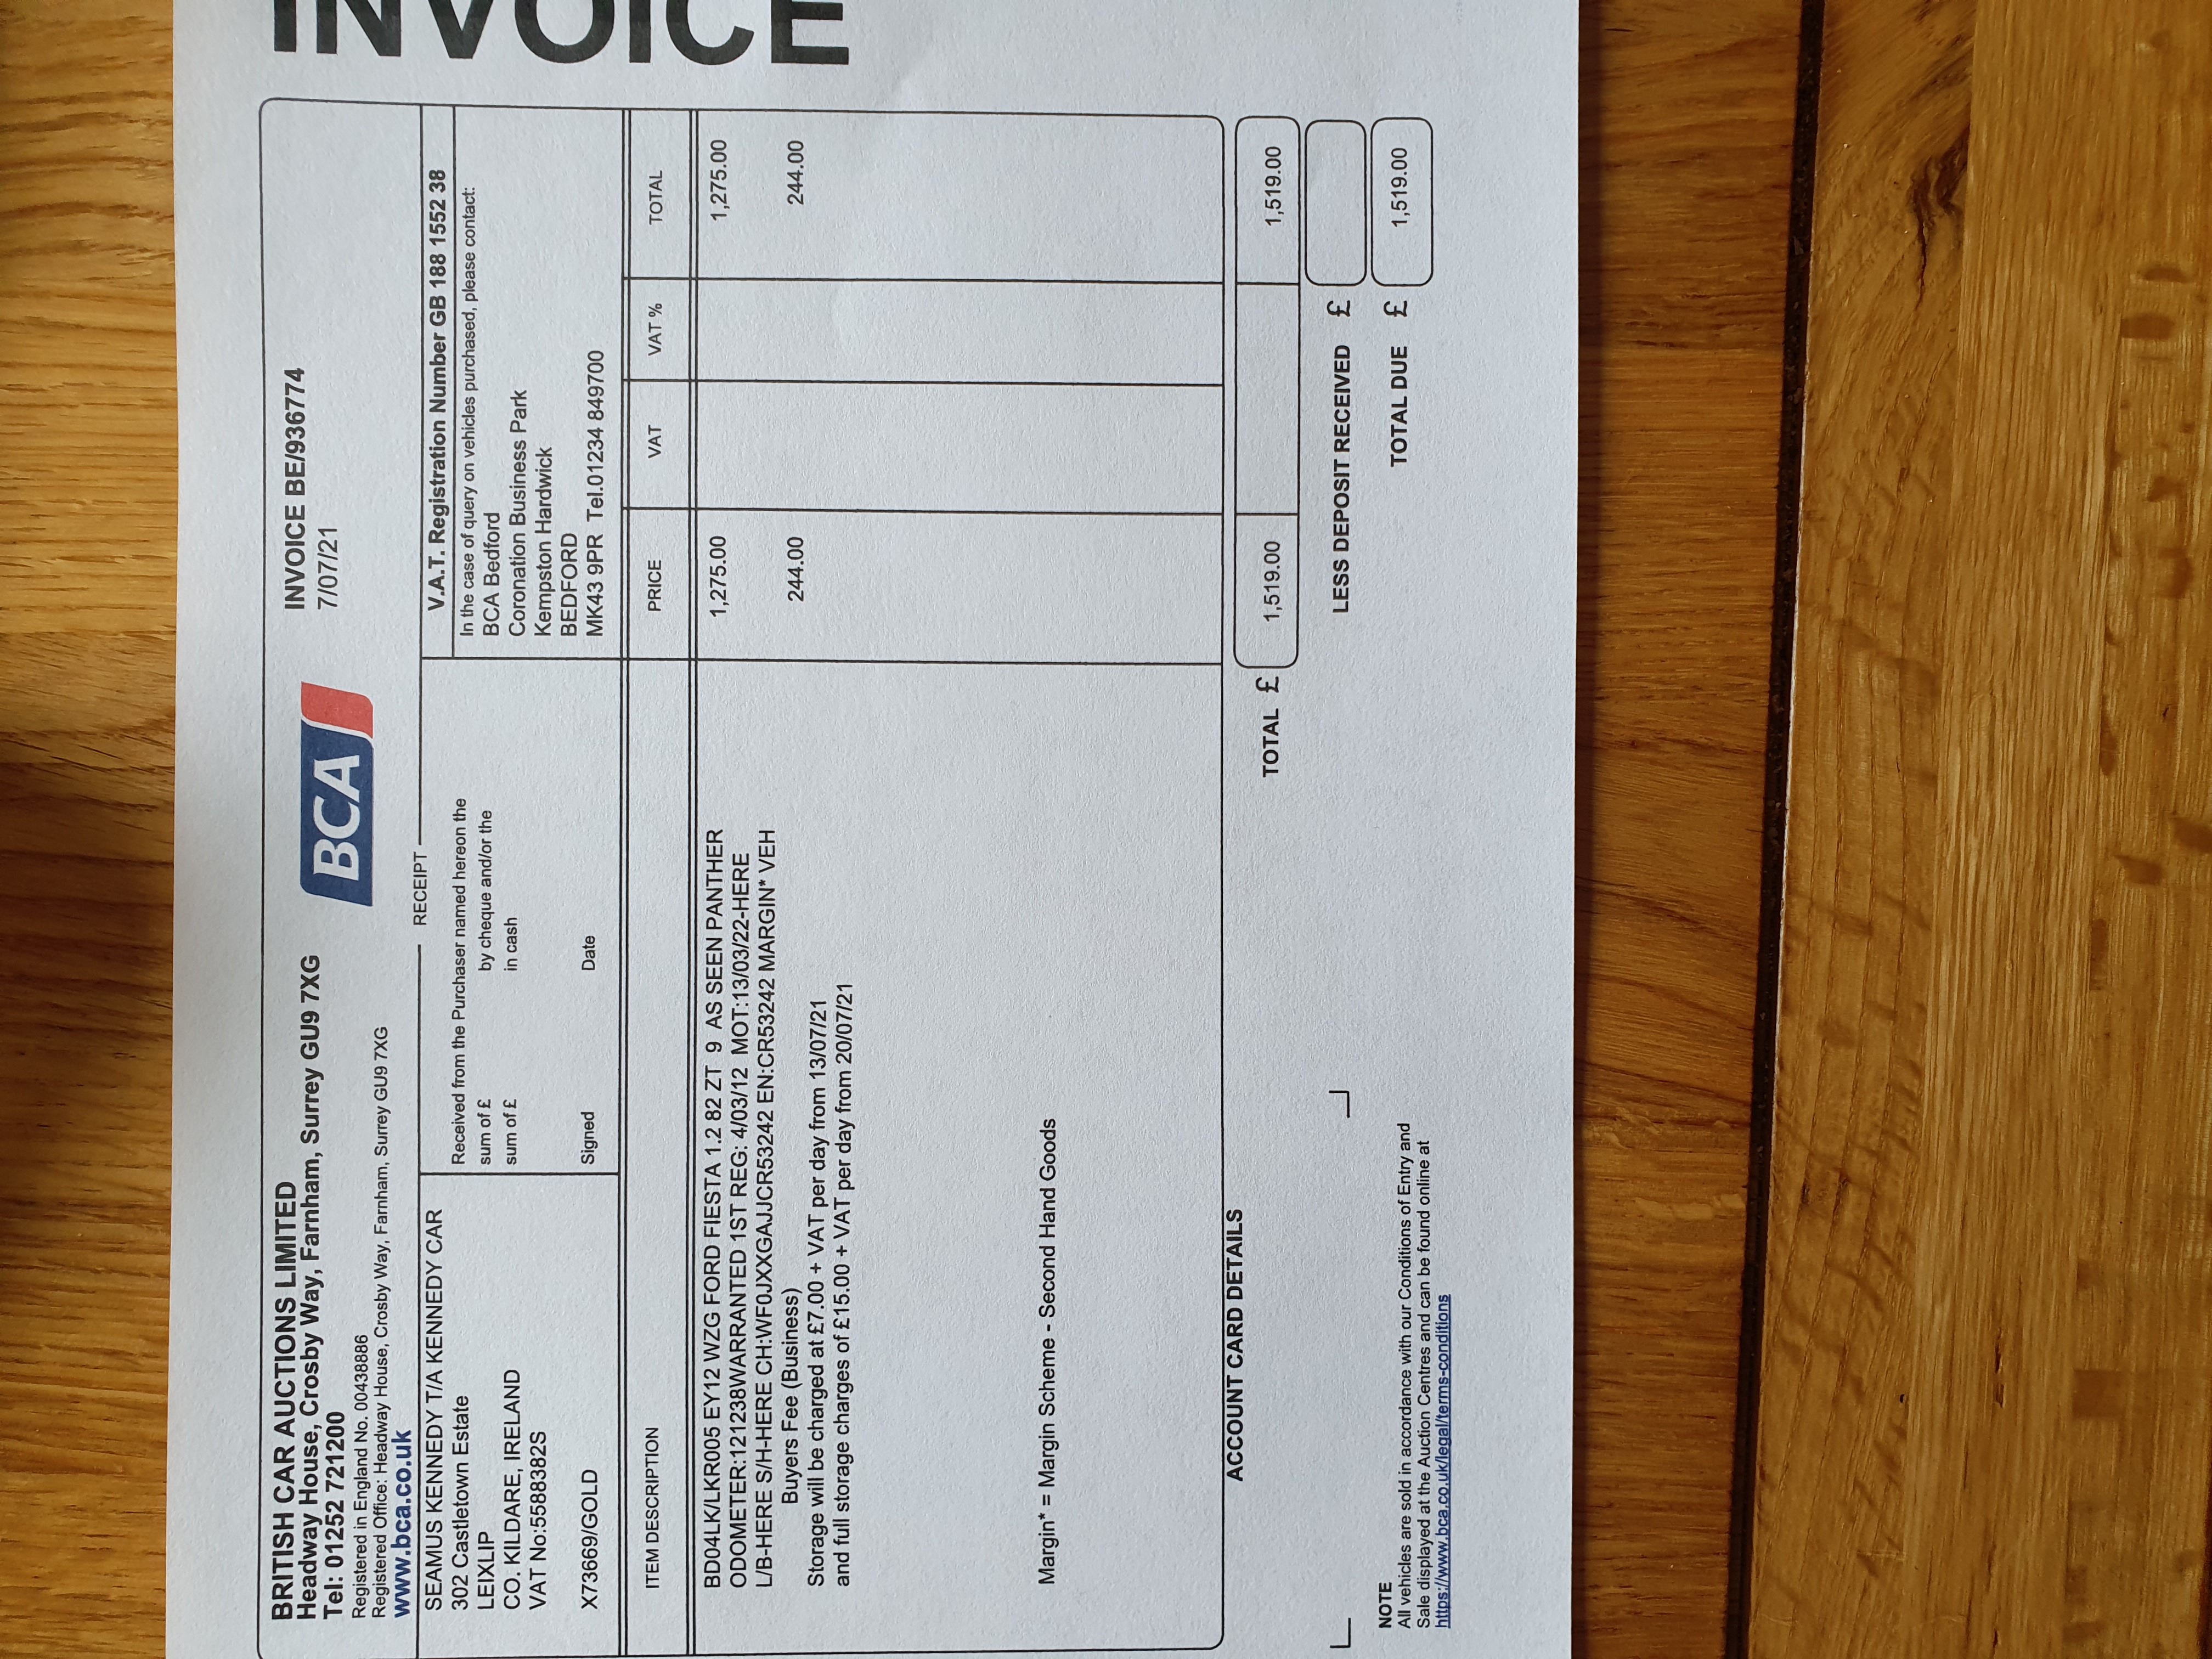 BRITISH CAR AUCTIONS LIMITED
Headway House, Crosby Way, Farnham, Surrey GU9 7XG
Tel: 01252 721200
Registered in England No. 00438886
Registered Office: Headway House, Crosby Way, Farnham, Surrey GU9 7XG
www.bca.co.uk
BCA
INVOICE BE/936774
7/07/21
INVOICE
SEAMUS KENNEDY T/A KENNEDY CAR
302 Castletown Estate
LEIXLIP
CO. KILDARE, IRELAND
VAT No:5588382S
X73669/GOLD
RECEIPT
Received from the Purchaser named hereon the
sum of £ by cheque and/or the
sum of £ in cash
Signed Date
V.A.T. Registration Number GB 188 1552 38
In the case of query on vehicles purchased, please contact:
BCA Bedford
Coronation Business Park
Kempston Hardwick
BEDFORD
MK43 9PR Tel.01234 849700
ITEM DESCRIPTION PRICE VAT VAT % TOTAL
BD04LK/LKR005 EY12 WZG FORD FIESTA 1.2 82 ZT 9 AS SEEN PANTHER 1,275.00 1,275.00
ODOMETER:121238WARRANTED 1ST REG: 4/03/12 MOT:13/03/22-HERE
L/B-HERE S/H-HERE CH:WF0JXXGAJJCR53242 EN:CR53242 MARGIN* VEH
Buyers Fee (Business) 244.00 244.00
Storage will be charged at £7.00 + VAT per day from 13/07/21
and full storage charges of £15.00 + VAT per day from 20/07/21
Margin* = Margin Scheme - Second Hand Goods
ACCOUNT CARD DETAILS
TOTAL £ 1,519.00 1,519.00
LESS DEPOSIT RECEIVED £
TOTAL DUE £ 1,519.00
NOTE
All vehicles are sold in accordance with our Conditions of Entry and
Sale displayed at the Auction Centres and can be found online at
https://www.bca.co.uk/legal/terms-conditions